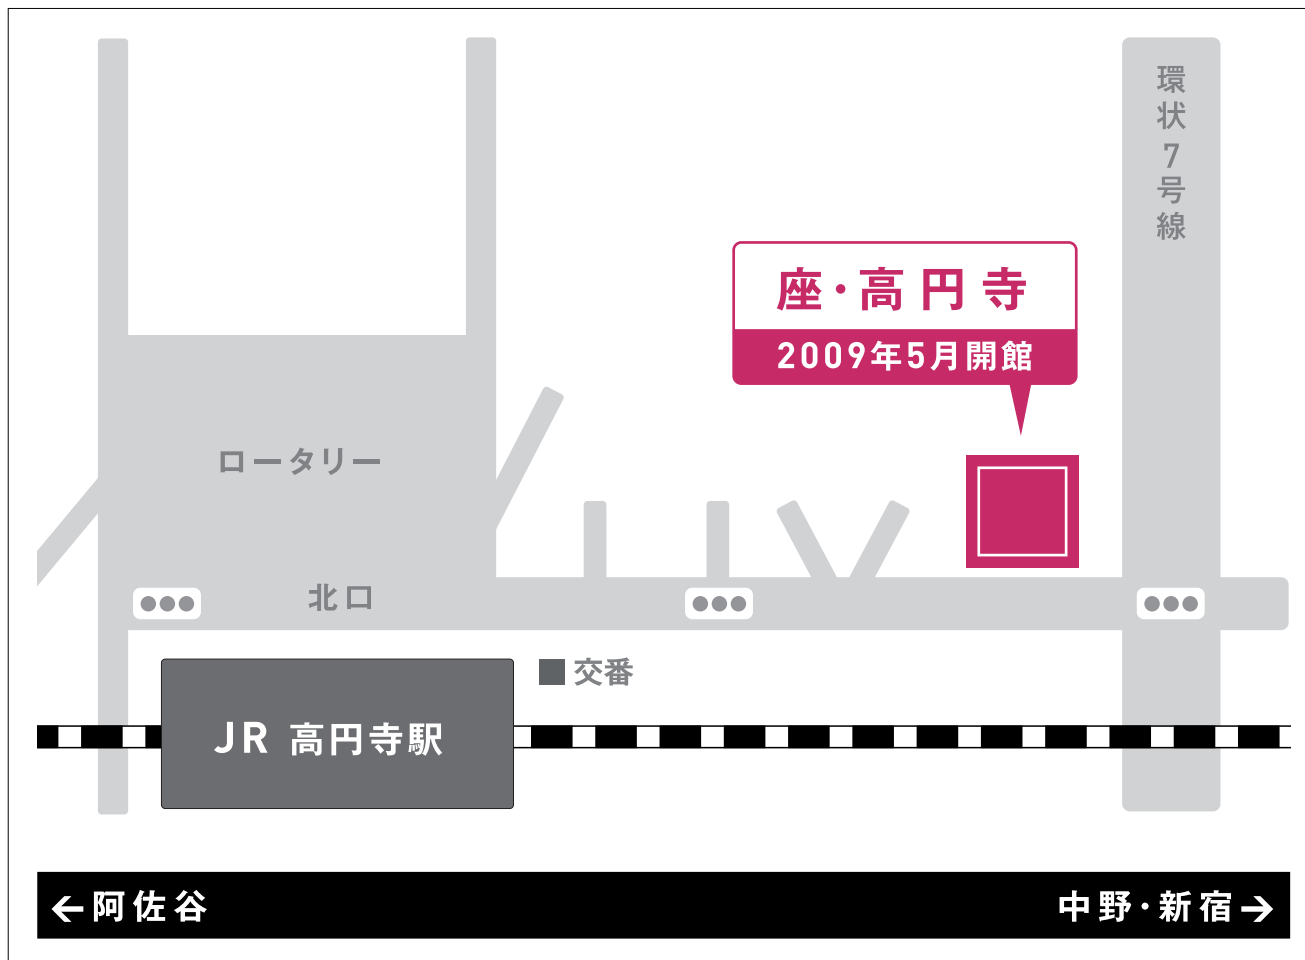 環状7号線
座・高円寺
2009年5月開館
ロータリー
北口
交番
JR 高円寺駅
←阿佐谷
中野・新宿→